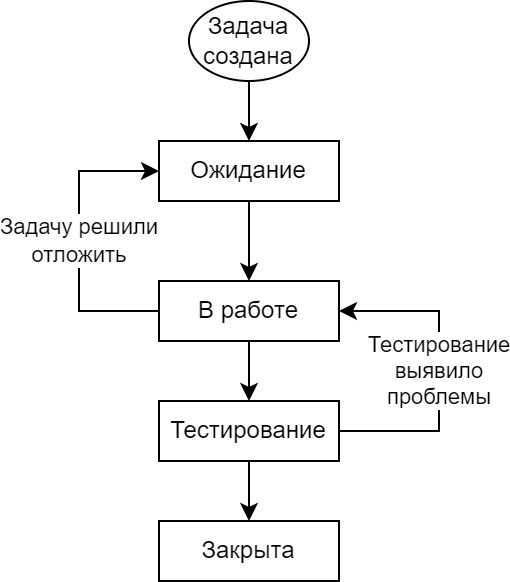 Задача
создана
Ожидание
Задачу решили
отложить
В работе
Тестирование
выявило
проблемы
Тестирование
Закрыта